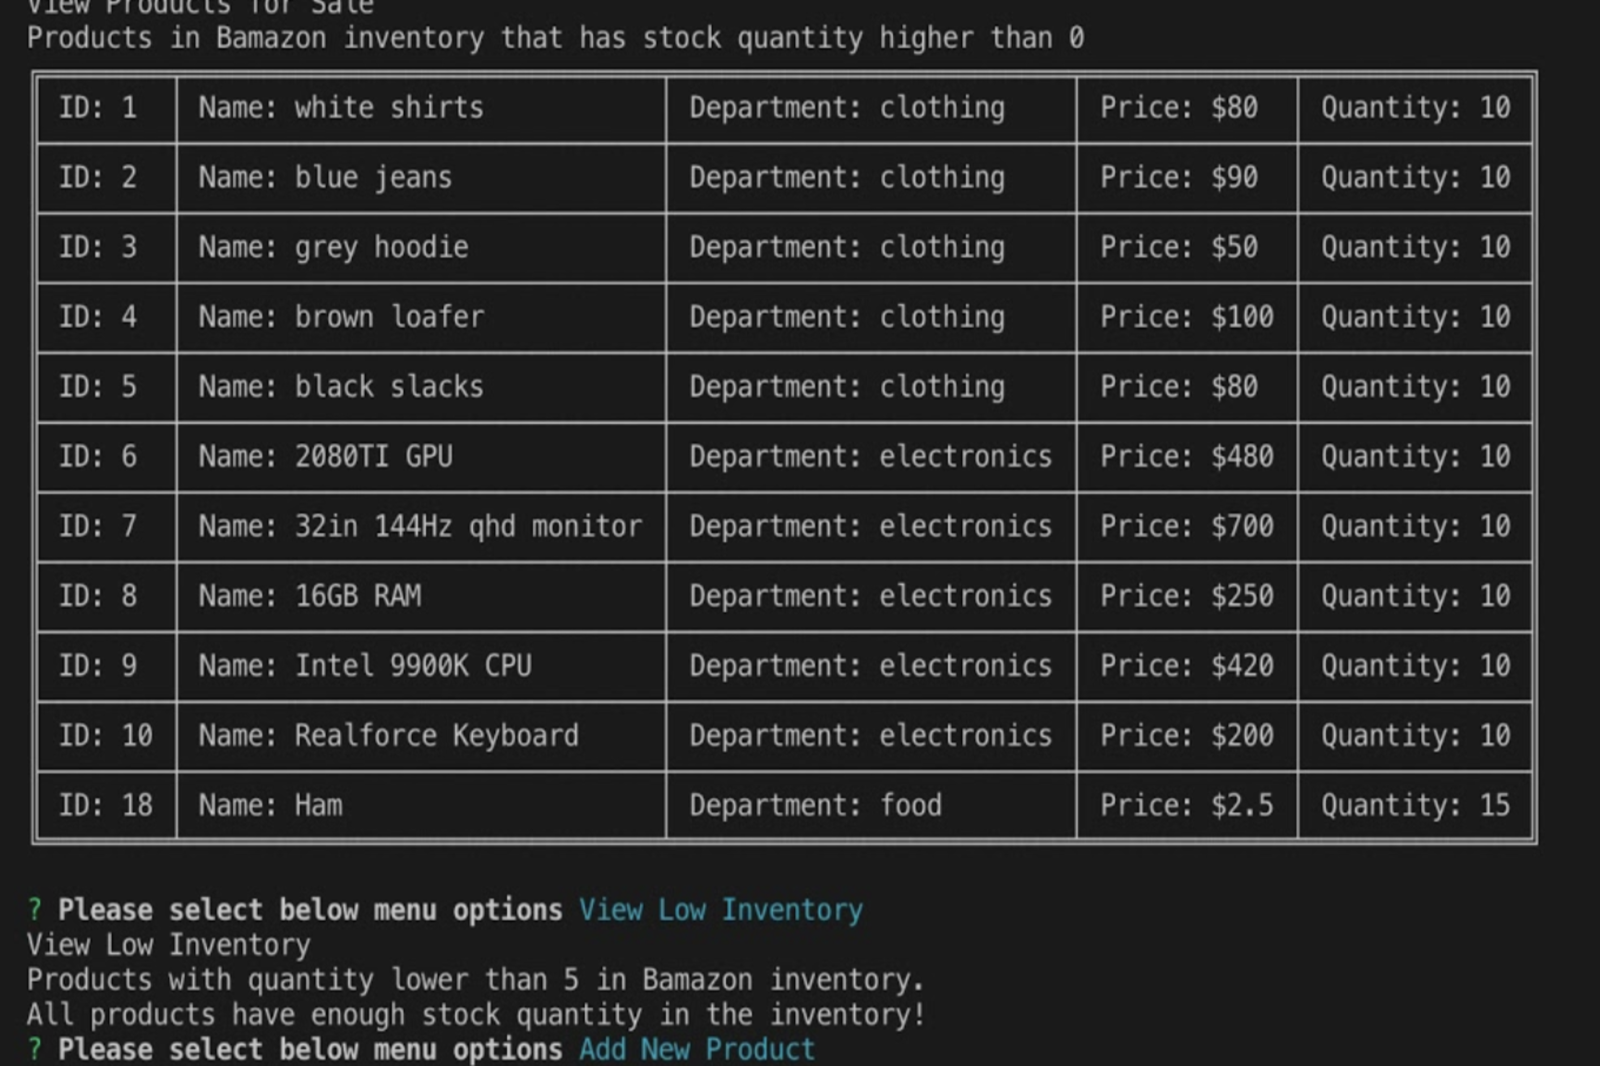 View Products for Sale
Products in Bamazon inventory that has stock quantity higher than 0
ID: 1 Name: white shirts Department: clothing Price: $80 Quantity: 10
ID: 2 Name: blue jeans Department: clothing Price: $90 Quantity: 10
ID: 3 Name: grey hoodie Department: clothing Price: $50 Quantity: 10
ID: 4 Name: brown loafer Department: clothing Price: $100 Quantity: 10
ID: 5 Name: black slacks Department: clothing Price: $80 Quantity: 10
ID: 6 Name: 2080TI GPU Department: electronics Price: $480 Quantity: 10
ID: 7 Name: 32in 144Hz qhd monitor Department: electronics Price: $700 Quantity: 10
ID: 8 Name: 16GB RAM Department: electronics Price: $250 Quantity: 10
ID: 9 Name: Intel 9900K CPU Department: electronics Price: $420 Quantity: 10
ID: 10 Name: Realforce Keyboard Department: electronics Price: $200 Quantity: 10
ID: 18 Name: Ham Department: food Price: $2.5 Quantity: 15
? Please select below menu options View Low Inventory
View Low Inventory
Products with quantity lower than 5 in Bamazon inventory.
All products have enough stock quantity in the inventory!
? Please select below menu options Add New Product